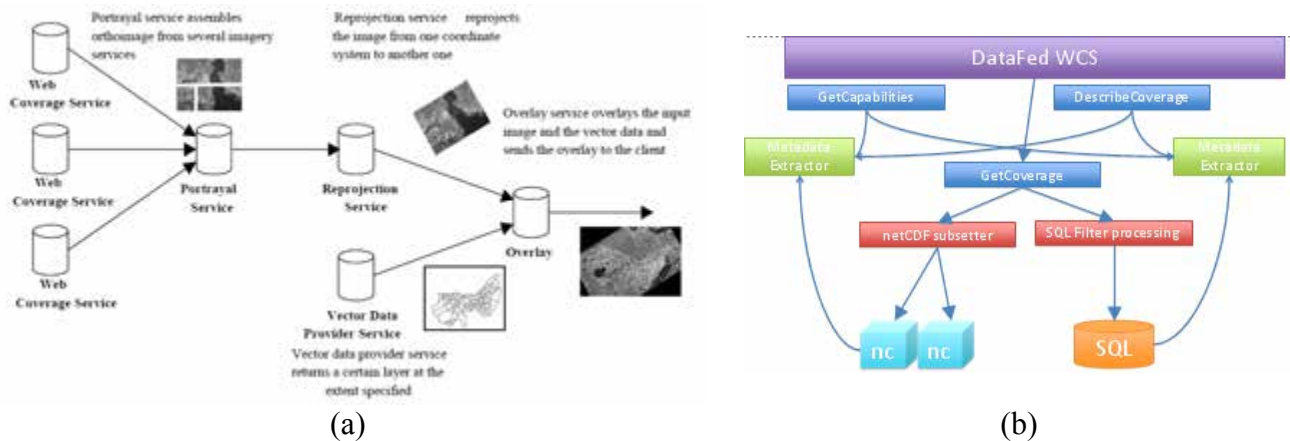 Portrayal service assembles
orthoimage from several imagery
services
Reprojection service reprojects
the image from one coordinate
system to another one
Web
Coverage Service
Overlay service overlays the input
image and the vector data and
sends the overlay to the client
Web
Coverage Service
Portrayal
Service
Reprojection
Service
Overlay
Web
Coverage Service
Vector Data
Provider Service
Vector data provider service
returns a certain layer at the
extent specified
(a)
DataFed WCS
GetCapabilities
DescribeCoverage
Metadata
Extractor
Metadata
Extractor
GetCoverage
netCDF subsetter
SQL Filter processing
nc
nc
SQL
(b)